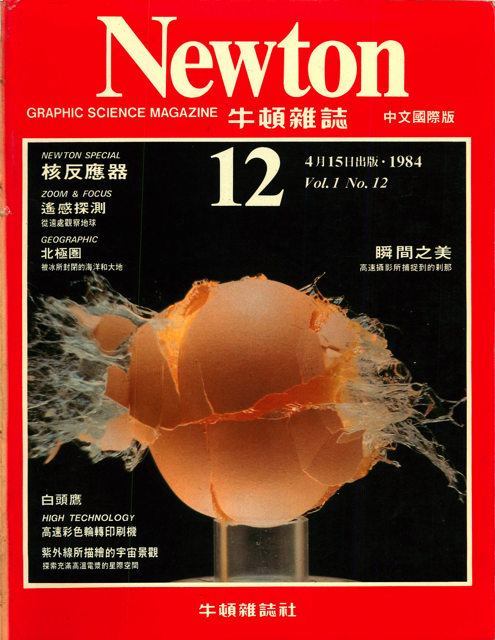 Newton
GRAPHIC SCIENCE MAGAZINE 牛頓雜誌 中文國際版
NEWTON SPECIAL
核反應器
ZOOM & FOCUS
遙感探測
從遠處觀察地球
GEOGRAPHIC
北極圈
被冰所封閉的海洋和大地
12
4月15日出版・1984
Vol.1 No. 12
瞬間之美
高速攝影所捕捉到的刹那
白頭鷹
HIGH TECHNOLOGY
高速彩色輪轉印刷機
紫外線所描繪的宇宙景觀
探索充滿高溫電漿的星際空間
牛頓雜誌社